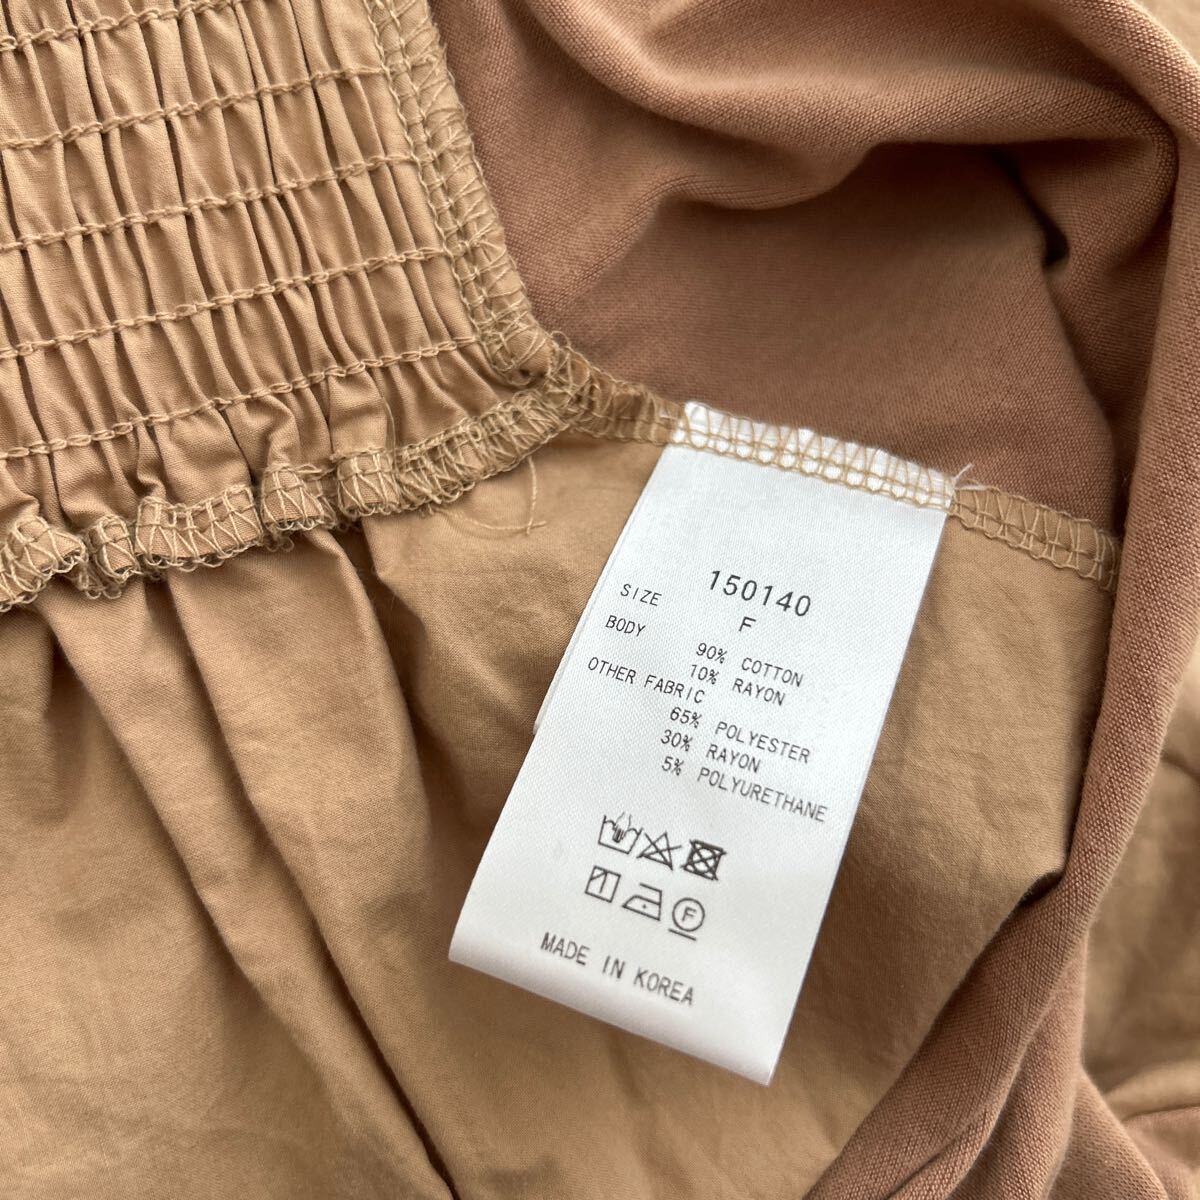 150140
SIZE F
BODY
90% COTTON
10% RAYON
OTHER FABRIC
65% POLYESTER
30% RAYON
5% POLYURETHANE
F
MADE IN KOREA